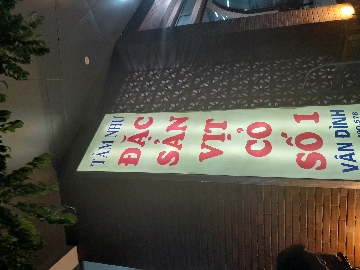 TÂM NHƯ
ĐẶC
SẢN
VỊT
CỎ
SỐ 1
VÂN ĐÌNH